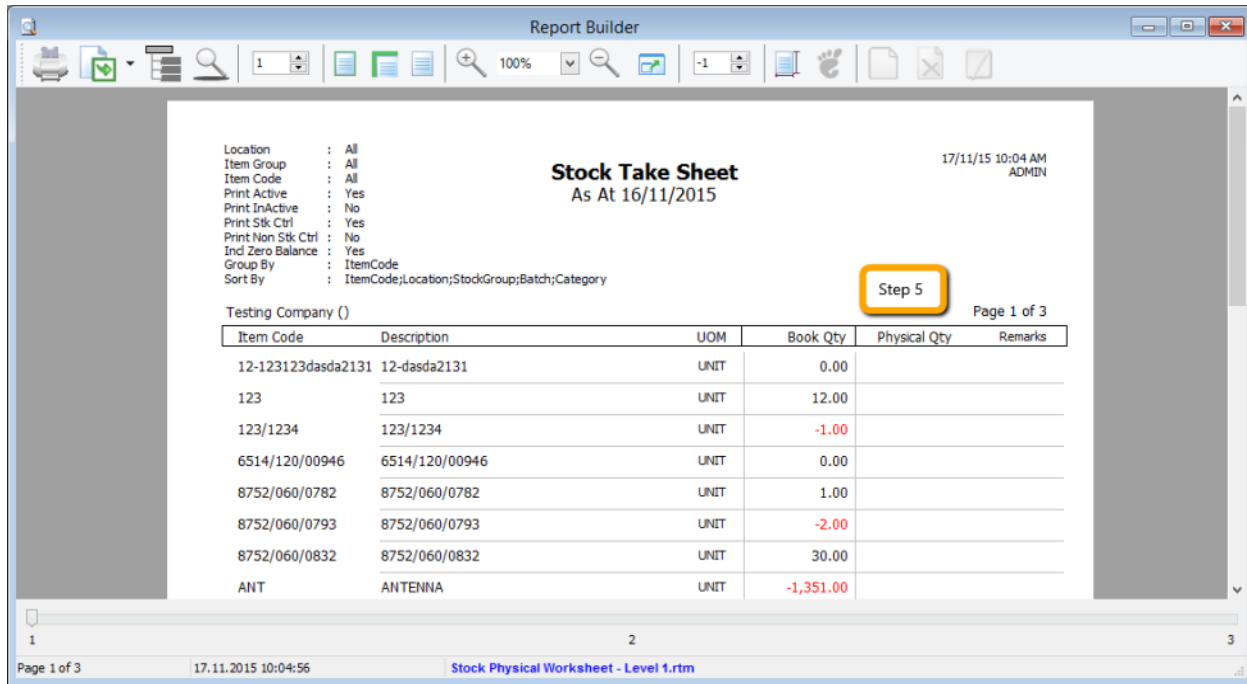 Report Builder
1
100%
-1
Location : All
Item Group : All
Item Code : All
Print Active : Yes
Print InActive : No
Print Stk Ctrl : Yes
Print Non Stk Ctrl : No
Incl Zero Balance : Yes
Group By : ItemCode
Sort By : ItemCode;Location;StockGroup;Batch;Category
Stock Take Sheet
As At 16/11/2015
17/11/15 10:04 AM
ADMIN
Step 5
Testing Company () Page 1 of 3
Item Code Description UOM Book Qty Physical Qty Remarks
12-123123dasda2131 12-dasda2131 UNIT 0.00
123 123 UNIT 12.00
123/1234 123/1234 UNIT -1.00
6514/120/00946 6514/120/00946 UNIT 0.00
8752/060/0782 8752/060/0782 UNIT 1.00
8752/060/0793 8752/060/0793 UNIT -2.00
8752/060/0832 8752/060/0832 UNIT 30.00
ANT ANTENNA UNIT -1,351.00
1 2 3
Page 1 of 3 17.11.2015 10:04:56 Stock Physical Worksheet - Level 1.rtm